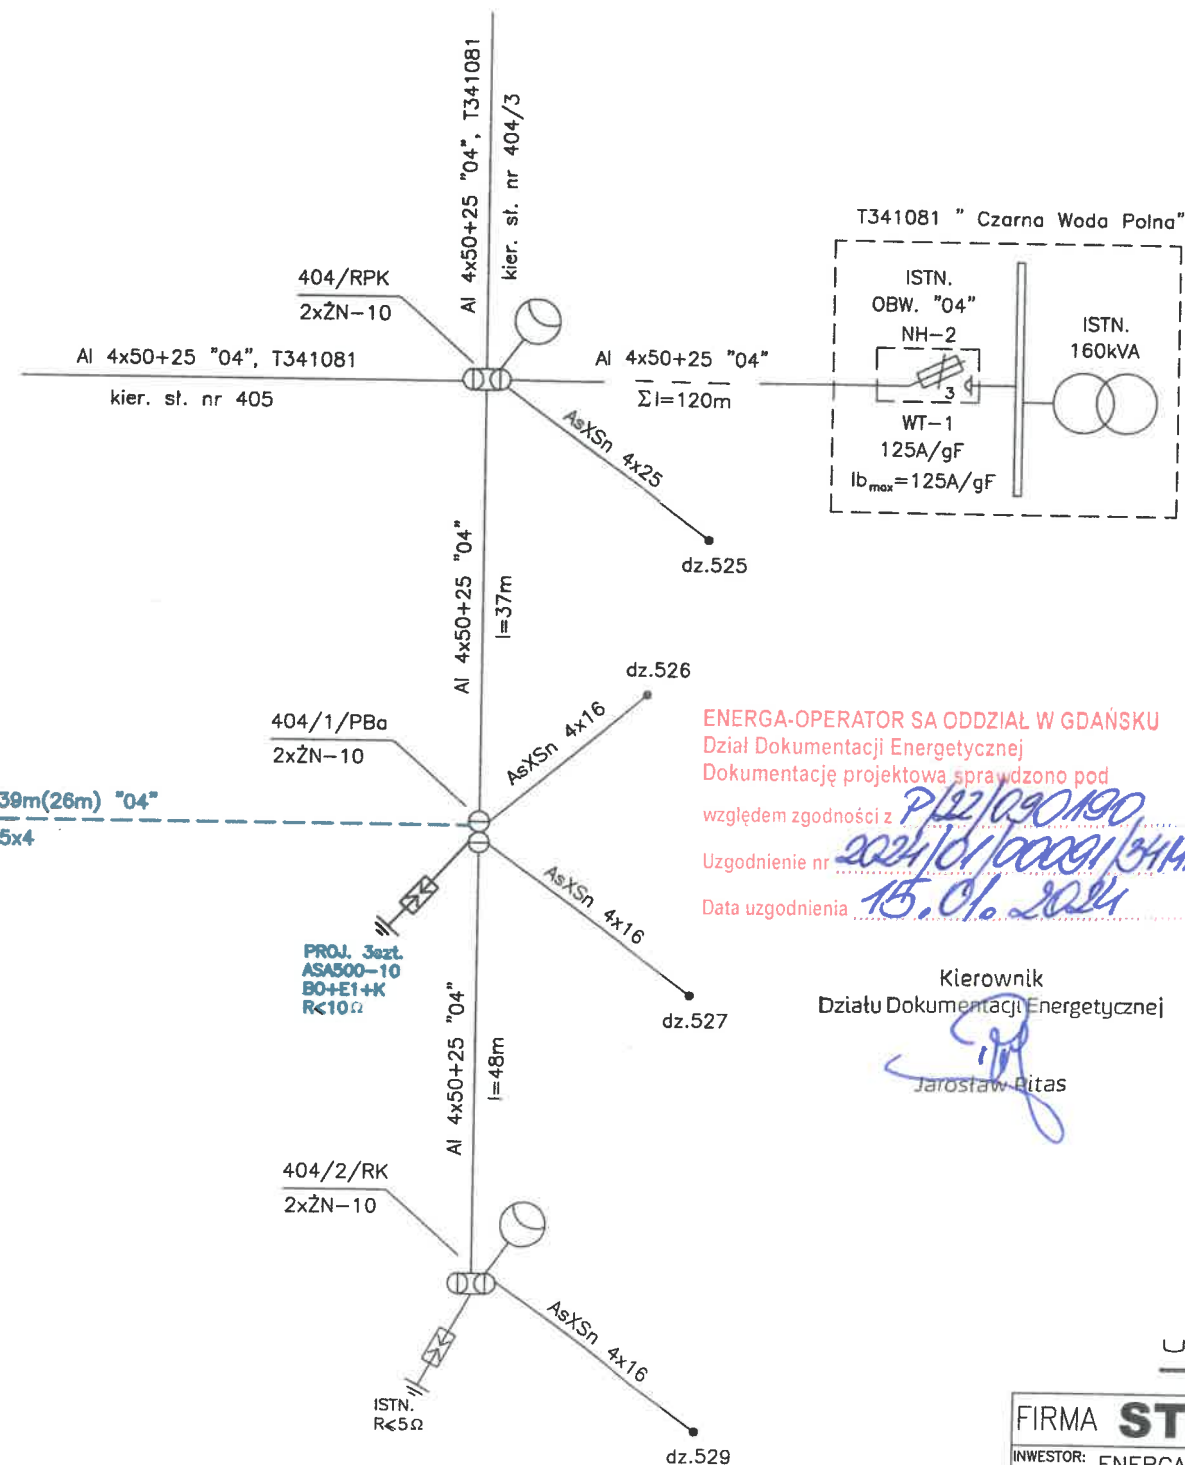 Al 4x50+25 "04", T341081
kier. st. nr 404/3
T341081 " Czarna Woda Polna"
404/RPK
2xŻN-10
ISTN.
OBW. "04"
NH-2
3
WT-1
125A/gF
Ibmax=125A/gF
ISTN.
160kVA
Al 4x50+25 "04", T341081
kier. st. nr 405
Al 4x50+25 "04"
Σl=120m
AsXSn 4x25
dz.525
Al 4x50+25 "04"
l=37m
dz.526
AsXSn 4x16
404/1/PBa
2xŻN-10
39m(26m) "04"
5x4
ENERGA-OPERATOR SA ODDZIAŁ W GDAŃSKU
Dział Dokumentacji Energetycznej
Dokumentację projektowa sprawdzono pod
względem zgodności z P/22/090190
Uzgodnienie nr 2024/01/00091/341
Data uzgodnienia 15.01.2024
AsXSn 4x16
dz.527
PROJ. 3szt.
ASA500-10
BO+E1+K
R<10Ω
Kierownik
Działu Dokumentacji Energetycznej
Jarosław Pitas
Al 4x50+25 "04"
l=48m
404/2/RK
2xŻN-10
AsXSn 4x16
dz.529
ISTN.
R<5Ω
FIRMA ST
INWESTOR: ENERGA